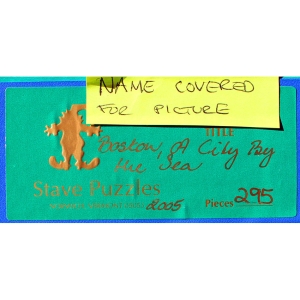 NAME COVERED
FOR PICTURE
TITLE
Boston, A City By
the Sea
Stave Puzzles
2005
Pieces 295